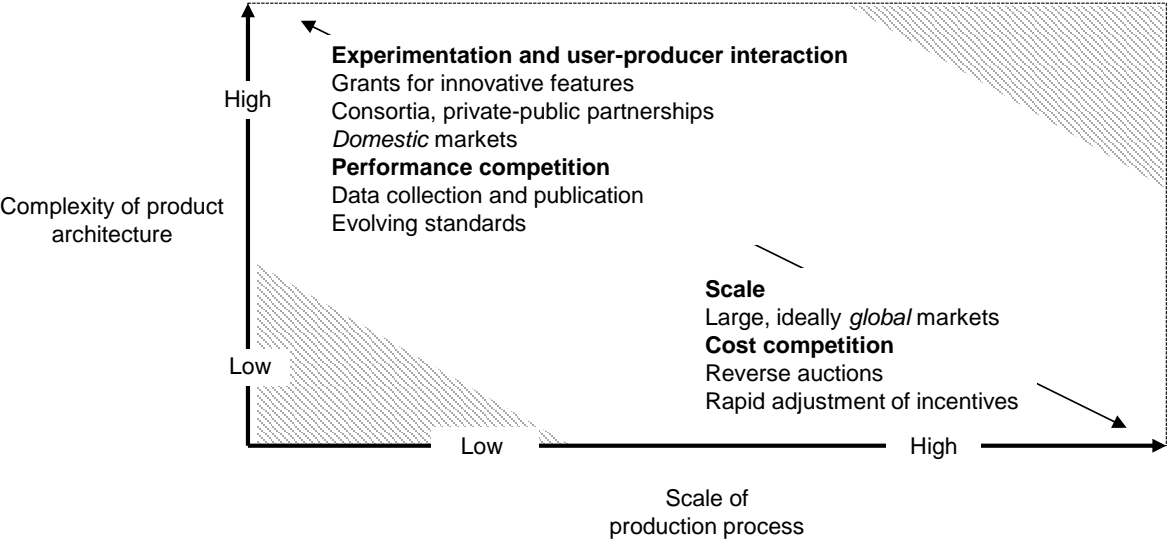 Experimentation and user-producer interaction
Grants for innovative features
Consortia, private-public partnerships
Domestic markets
Performance competition
Data collection and publication
Evolving standards
High
Complexity of product
architecture
Low
Scale
Large, ideally global markets
Cost competition
Reverse auctions
Rapid adjustment of incentives
Low
High
Scale of
production process